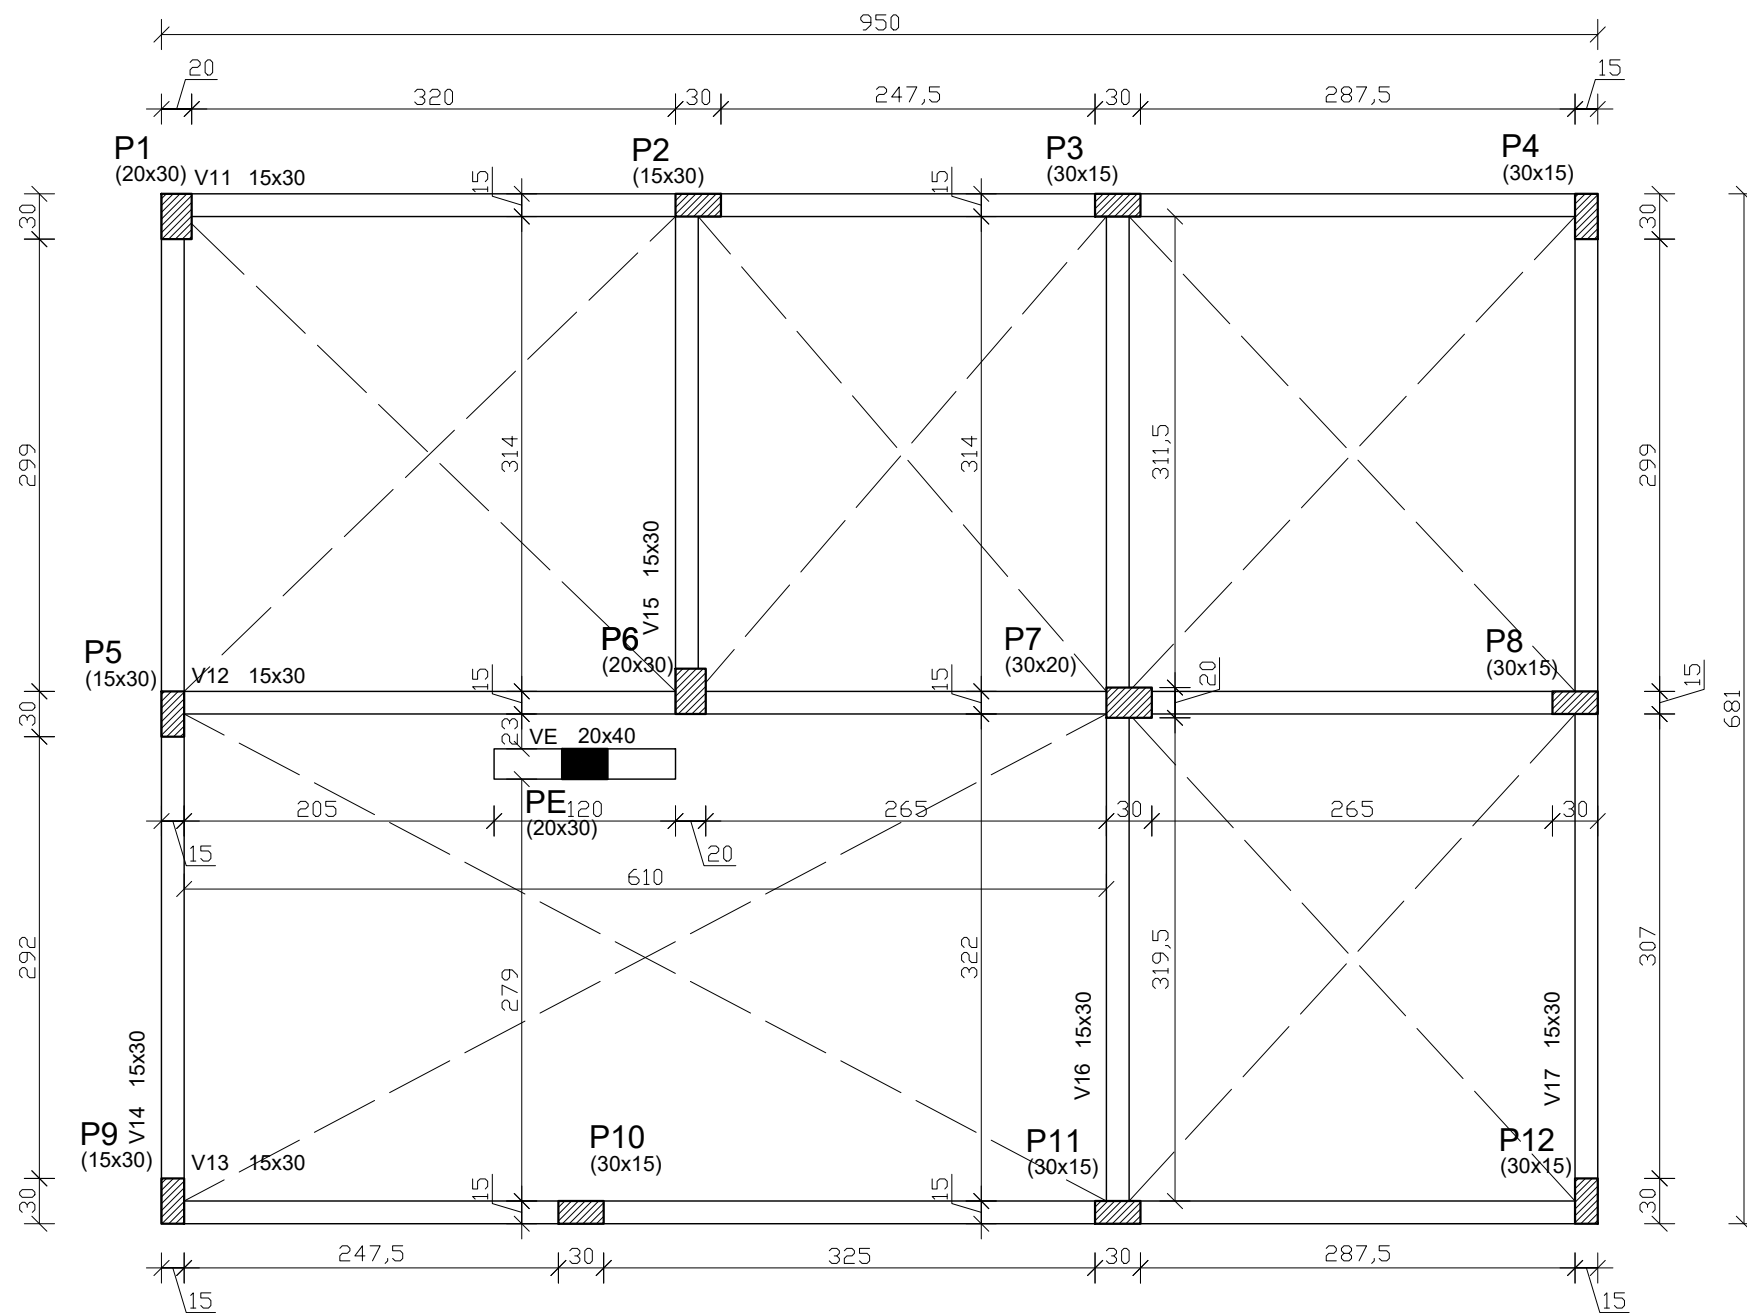 950
20
15
320
30
247,5
30
287,5
P1
(20x30)
V11 15x30
P2
(15x30)
P3
(30x15)
P4
(30x15)
15
15
30
30
299
314
314
311,5
299
V15 15x30
P5
(15x30)
V12 15x30
P6
(20x30)
P7
(30x20)
P8
(30x15)
15
15
20
15
681
30
23
VE 20x40
PE
(20x30)
205
120
265
30
265
30
15
20
610
292
279
322
319,5
307
V14 15x30
V16 15x30
V17 15x30
P9
(15x30)
V13 15x30
P10
(30x15)
P11
(30x15)
P12
(30x15)
30
15
15
30
247,5
30
325
30
287,5
15
15